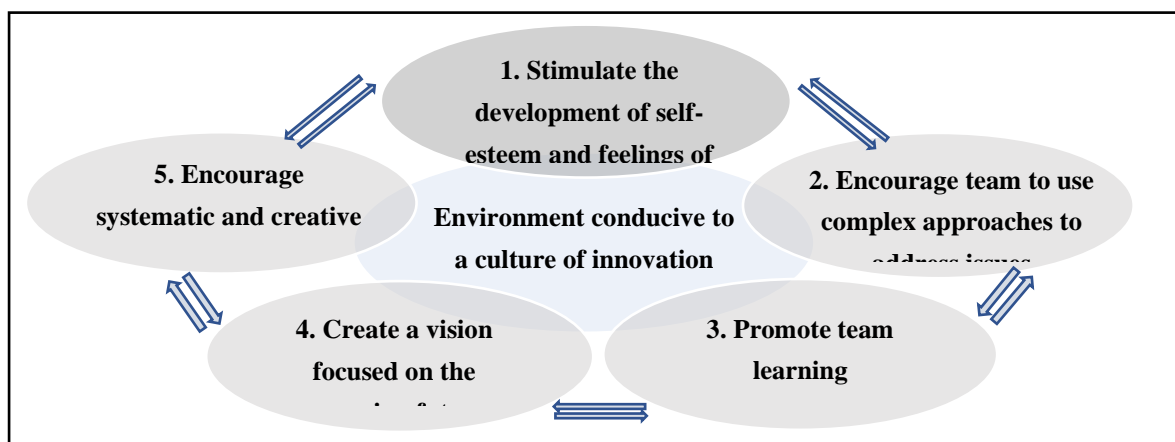 1. Stimulate the
development of self-
esteem and feelings of
5. Encourage
systematic and creative
Environment conducive to
a culture of innovation
2. Encourage team to use
complex approaches to
address issues
4. Create a vision
focused on the
3. Promote team
learning